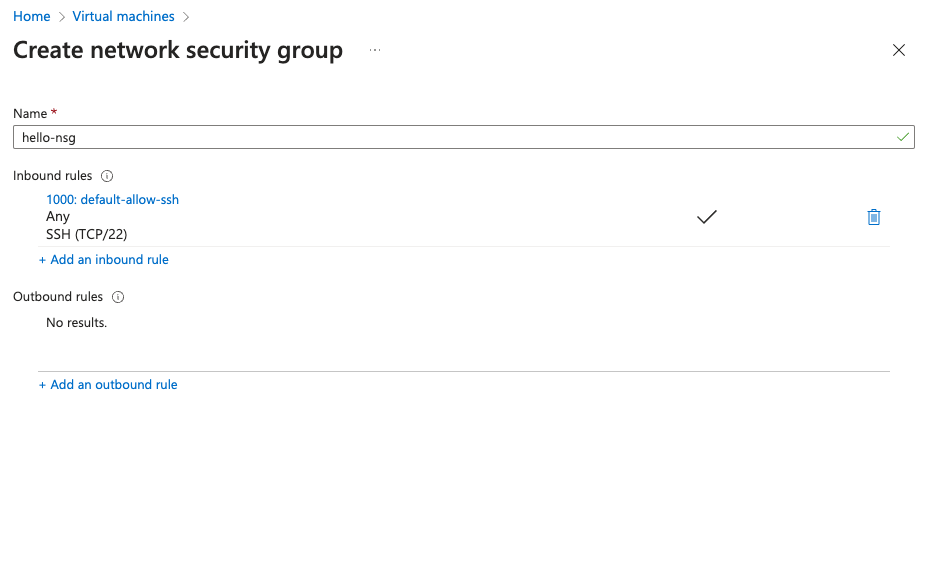 Home > Virtual machines >
Create network security group ...
Name *
hello-nsg
Inbound rules
1000: default-allow-ssh
Any
SSH (TCP/22)
+ Add an inbound rule
Outbound rules
No results.
+ Add an outbound rule